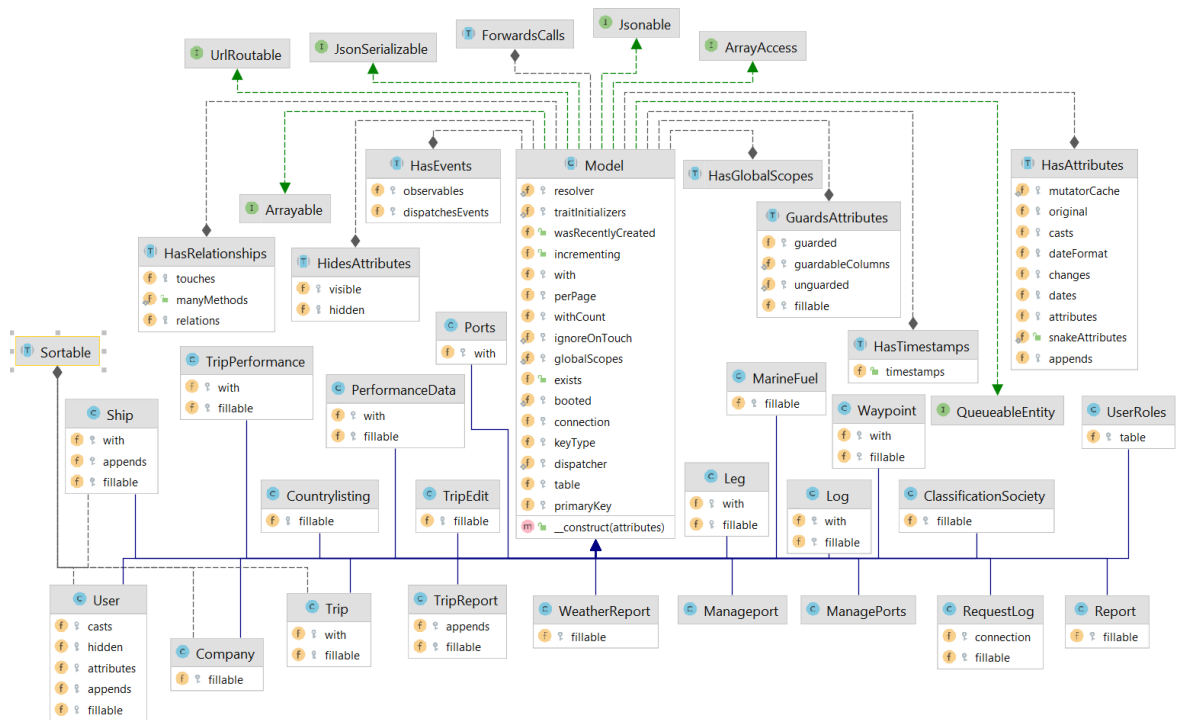 UrlRoutable
JsonSerializable
ForwardsCalls
Jsonable
ArrayAccess
HasEvents
observables
dispatchesEvents
Arrayable
HasRelationships
touches
manyMethods
relations
HidesAttributes
visible
hidden
Model
resolver
traitInitializers
wasRecentlyCreated
incrementing
with
perPage
withCount
ignoreOnTouch
globalScopes
exists
booted
connection
keyType
dispatcher
table
primaryKey
__construct(attributes)
HasGlobalScopes
GuardsAttributes
guarded
guardableColumns
unguarded
fillable
HasAttributes
mutatorCache
original
casts
dateFormat
changes
dates
attributes
snakeAttributes
appends
HasTimestamps
timestamps
QueueableEntity
Sortable
Ship
with
appends
fillable
TripPerformance
with
fillable
PerformanceData
with
fillable
Ports
with
MarineFuel
fillable
Waypoint
with
fillable
UserRoles
table
Countrylisting
fillable
TripEdit
fillable
Leg
with
fillable
Log
with
fillable
ClassificationSociety
fillable
User
casts
hidden
attributes
appends
fillable
Company
fillable
Trip
with
fillable
TripReport
appends
fillable
WeatherReport
fillable
Manageport
ManagePorts
RequestLog
connection
fillable
Report
fillable